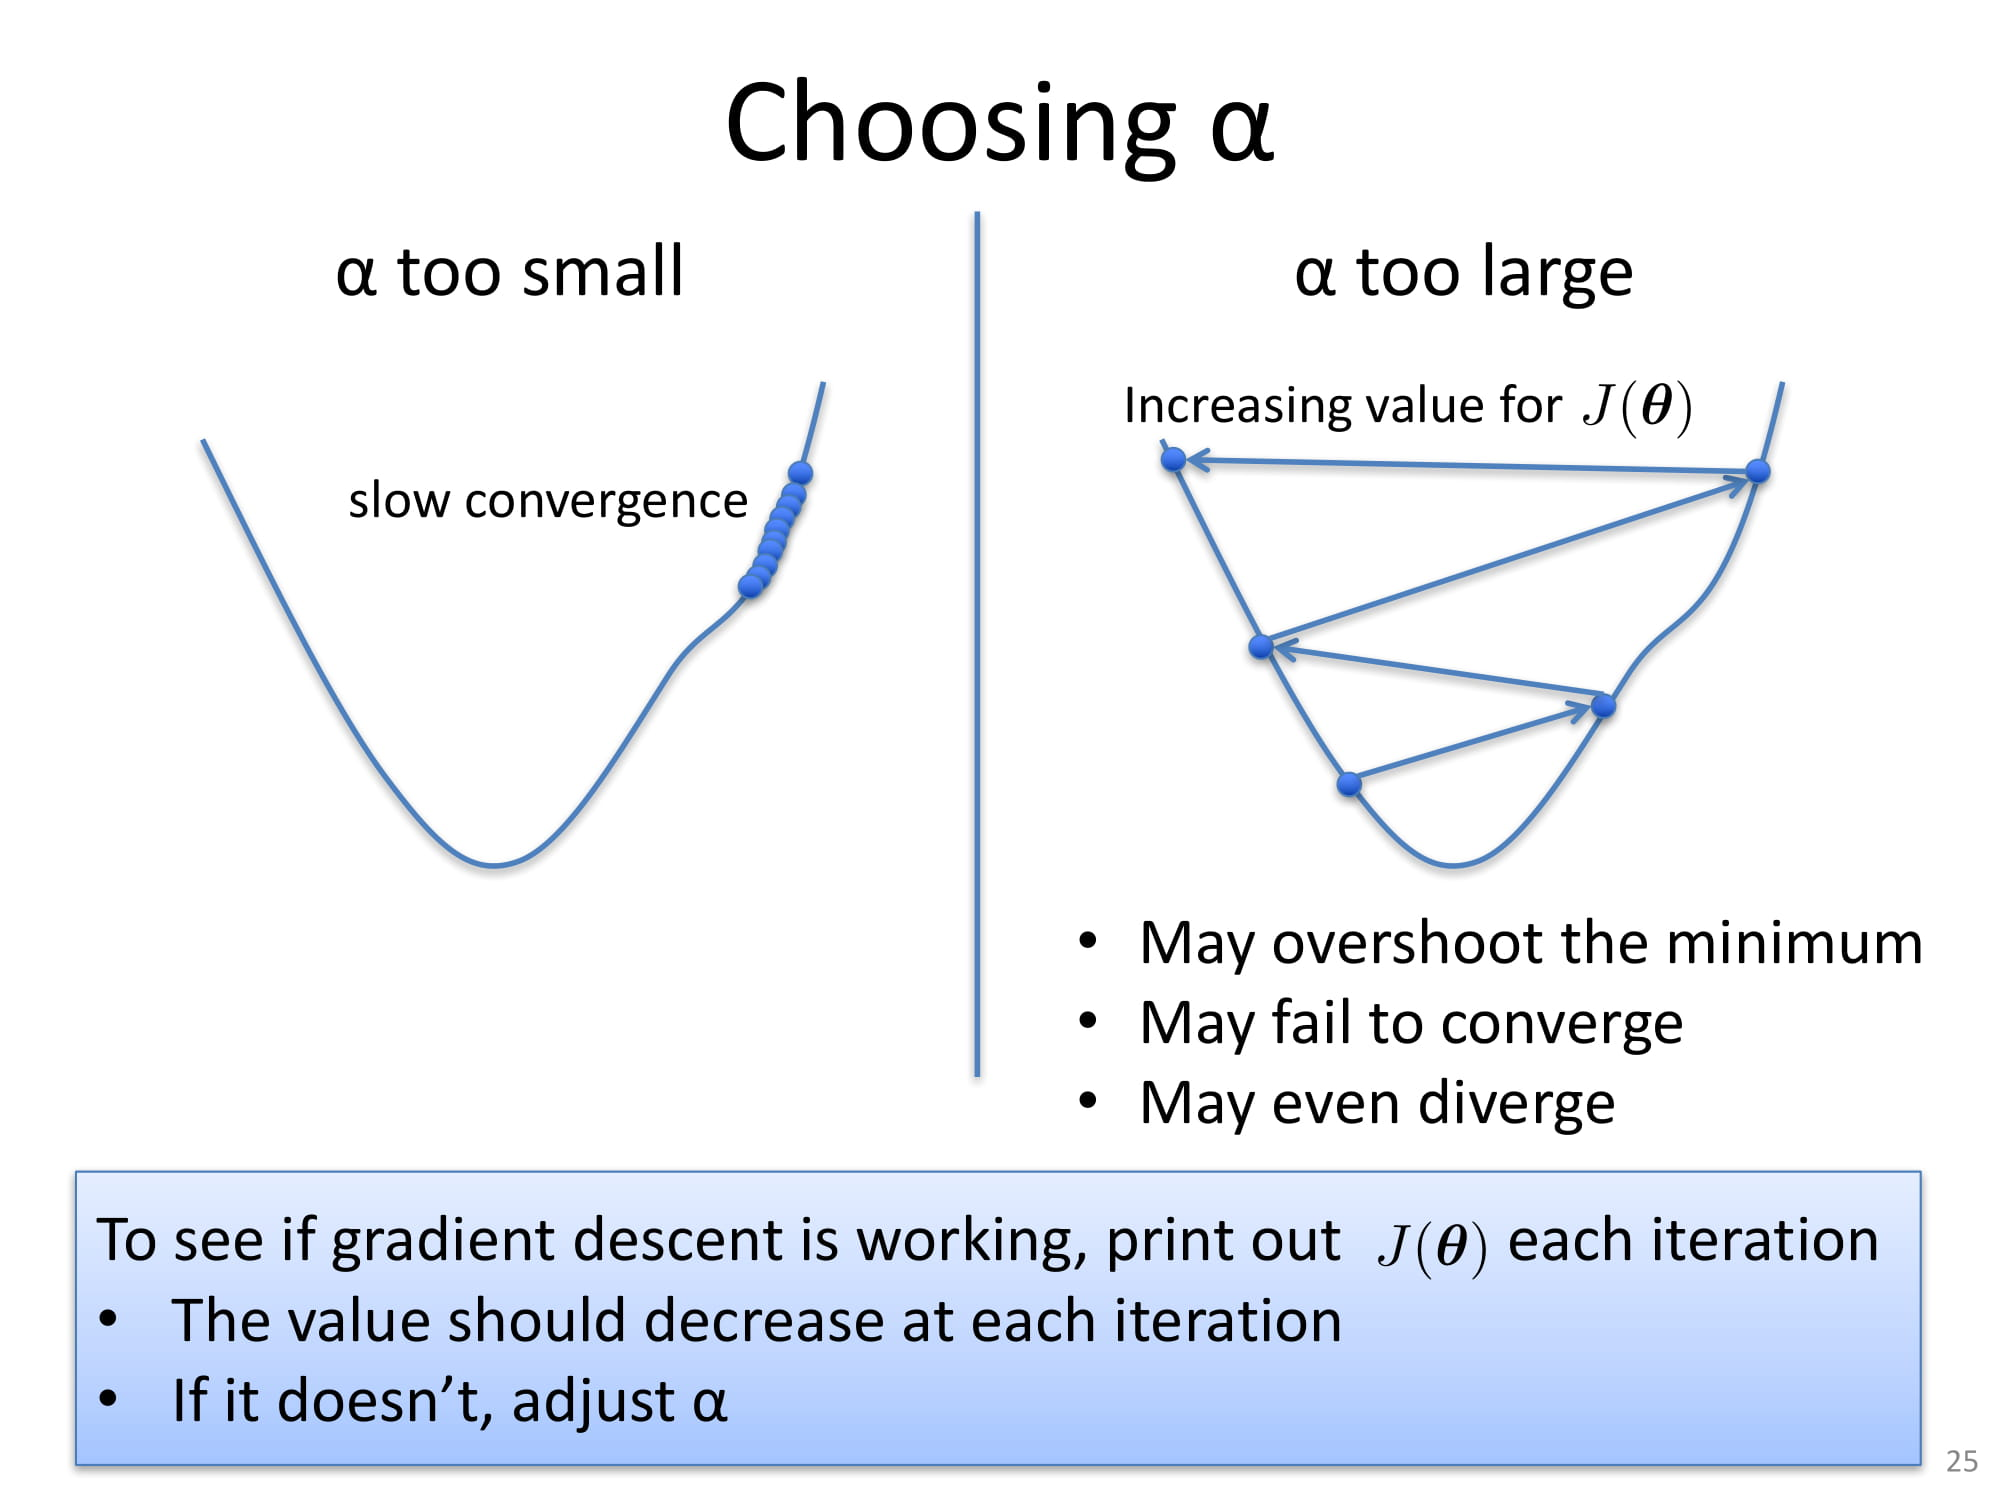 Choosing α
α too small
slow convergence
α too large
Increasing value for J(θ)
• May overshoot the minimum
• May fail to converge
• May even diverge
To see if gradient descent is working, print out J(θ) each iteration
• The value should decrease at each iteration
• If it doesn’t, adjust α
25